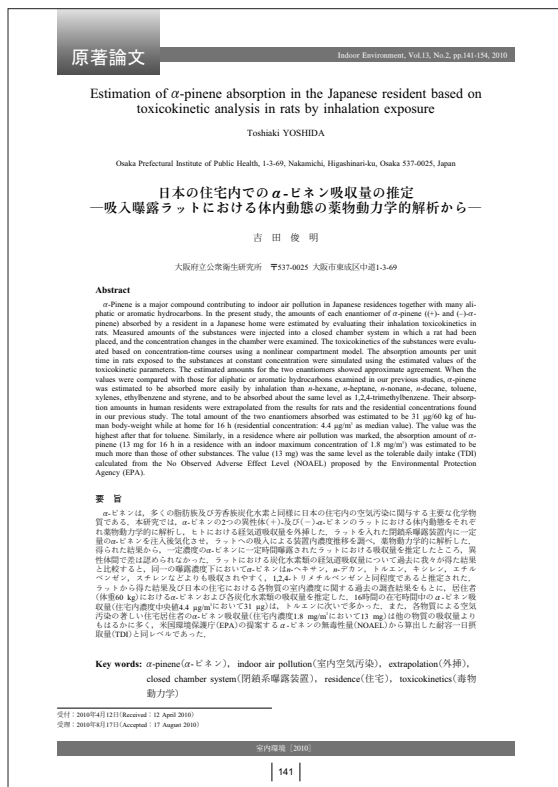 原著論文
Indoor Environment, Vol.13, No.2, pp.141-154, 2010
Estimation of α-pinene absorption in the Japanese resident based on
toxicokinetic analysis in rats by inhalation exposure
Toshiaki YOSHIDA
Osaka Prefectural Institute of Public Health, 1-3-69, Nakamichi, Higashinari-ku, Osaka 537-0025, Japan
日本の住宅内でのα-ピネン吸収量の推定
―吸入曝露ラットにおける体内動態の薬物動力学的解析から―
吉 田 俊 明
大阪府立公衆衛生研究所 〒537-0025 大阪市東成区中道1-3-69
Abstract
α-Pinene is a major compound contributing to indoor air pollution in Japanese residences together with many ali-
phatic or aromatic hydrocarbons. In the present study, the amounts of each enantiomer of α-pinene ((+)- and (–)-α-
pinene) absorbed by a resident in a Japanese home were estimated by evaluating their inhalation toxicokinetics in
rats. Measured amounts of the substances were injected into a closed chamber system in which a rat had been
placed, and the concentration changes in the chamber were examined. The toxicokinetics of the substances were evalu-
ated based on concentration-time courses using a nonlinear compartment model. The absorption amounts per unit
time in rats exposed to the substances at constant concentration were simulated using the estimated values of the
toxicokinetic parameters. The estimated amounts for the two enantiomers showed approximate agreement. When the
values were compared with those for aliphatic or aromatic hydrocarbons examined in our previous studies, α-pinene
was estimated to be absorbed more easily by inhalation than n-hexane, n-heptane, n-nonane, n-decane, toluene,
xylenes, ethylbenzene and styrene, and to be absorbed about the same level as 1,2,4-trimethylbenzene. Their absorp-
tion amounts in human residents were extrapolated from the results for rats and the residential concentrations found
in our previous study. The total amount of the two enantiomers absorbed was estimated to be 31 μg/60 kg of hu-
man body-weight while at home for 16 h (residential concentration: 4.4 μg/m³ as median value). The value was the
highest after that for toluene. Similarly, in a residence where air pollution was marked, the absorption amount of α-
pinene (13 mg for 16 h in a residence with an indoor maximum concentration of 1.8 mg/m³) was estimated to be
much more than those of other substances. The value (13 mg) was the same level as the tolerable daily intake (TDI)
calculated from the No Observed Adverse Effect Level (NOAEL) proposed by the Environmental Protection
Agency (EPA).
要 旨
α-ピネンは，多くの脂肪族及び芳香族炭化水素と同様に日本の住宅内の空気汚染に関与する主要な化学物
質である．本研究では，α-ピネンの2つの異性体(+)-及び(−)-α-ピネンのラットにおける体内動態をそれぞ
れ薬物動力学的に解析し，ヒトにおける経気道吸収量を外挿した．ラットを入れた閉鎖系曝露装置内に一定
量のα-ピネンを注入後気化させ，ラットへの吸入による装置内濃度推移を調べ，薬物動力学的に解析した．
得られた結果から，一定濃度のα-ピネンに一定時間曝露されたラットにおける吸収量を推定したところ，異
性体間で差は認められなかった．ラットにおける炭化水素類の経気道吸収量について過去に我々が得た結果
と比較すると，同一の曝露濃度下においてα-ピネンはn-ヘキサン，n-デカン，トルエン，キシレン，エチル
ベンゼン，スチレンなどよりも吸収されやすく，1,2,4-トリメチルベンゼンと同程度であると推定された．
ラットから得た結果及び日本の住宅における各物質の室内濃度に関する過去の調査結果をもとに，居住者
(体重60 kg)におけるα-ピネンおよび各炭化水素類の吸収量を推定した．16時間の在宅時間中のα-ピネン吸
収量(住宅内濃度中央値4.4 μg/m³において31 μg)は，トルエンに次いで多かった．また，各物質による空気
汚染の著しい住宅居住者のα-ピネン吸収量(住宅内濃度1.8 mg/m³において13 mg)は他の物質の吸収量より
もはるかに多く，米国環境保護庁(EPA)の提案するα-ピネンの無毒性量(NOAEL)から算出した耐容一日摂
取量(TDI)と同レベルであった．
Key words: α-pinene(α-ピネン)，indoor air pollution(室内空気汚染)，extrapolation(外挿)，
closed chamber system(閉鎖系曝露装置)，residence(住宅)，toxicokinetics(毒物
動力学)
受付：2010年4月12日(Received：12 April 2010)
受理：2010年8月17日(Accepted：17 August 2010)
室内環境［2010］
141